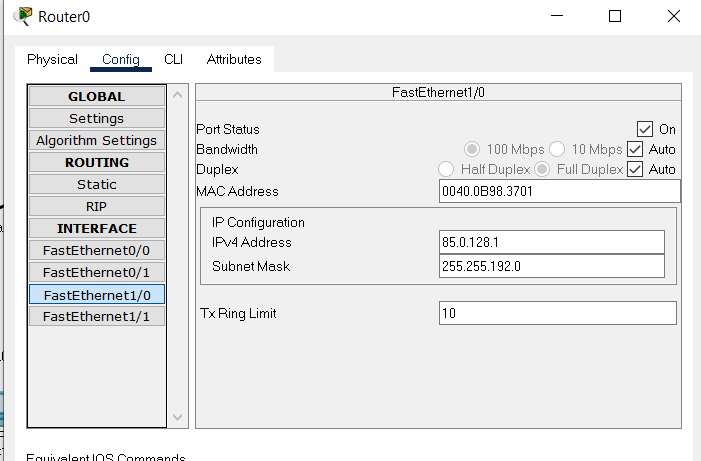 Router0
Physical Config CLI Attributes
GLOBAL
Settings
Algorithm Settings
ROUTING
Static
RIP
INTERFACE
FastEthernet0/0
FastEthernet0/1
FastEthernet1/0
FastEthernet1/1
FastEthernet1/0
Port Status On
Bandwidth 100 Mbps 10 Mbps Auto
Duplex Half Duplex Full Duplex Auto
MAC Address 0040.0B98.3701
IP Configuration
IPv4 Address 85.0.128.1
Subnet Mask 255.255.192.0
Tx Ring Limit 10
Equivalent IOS Commands